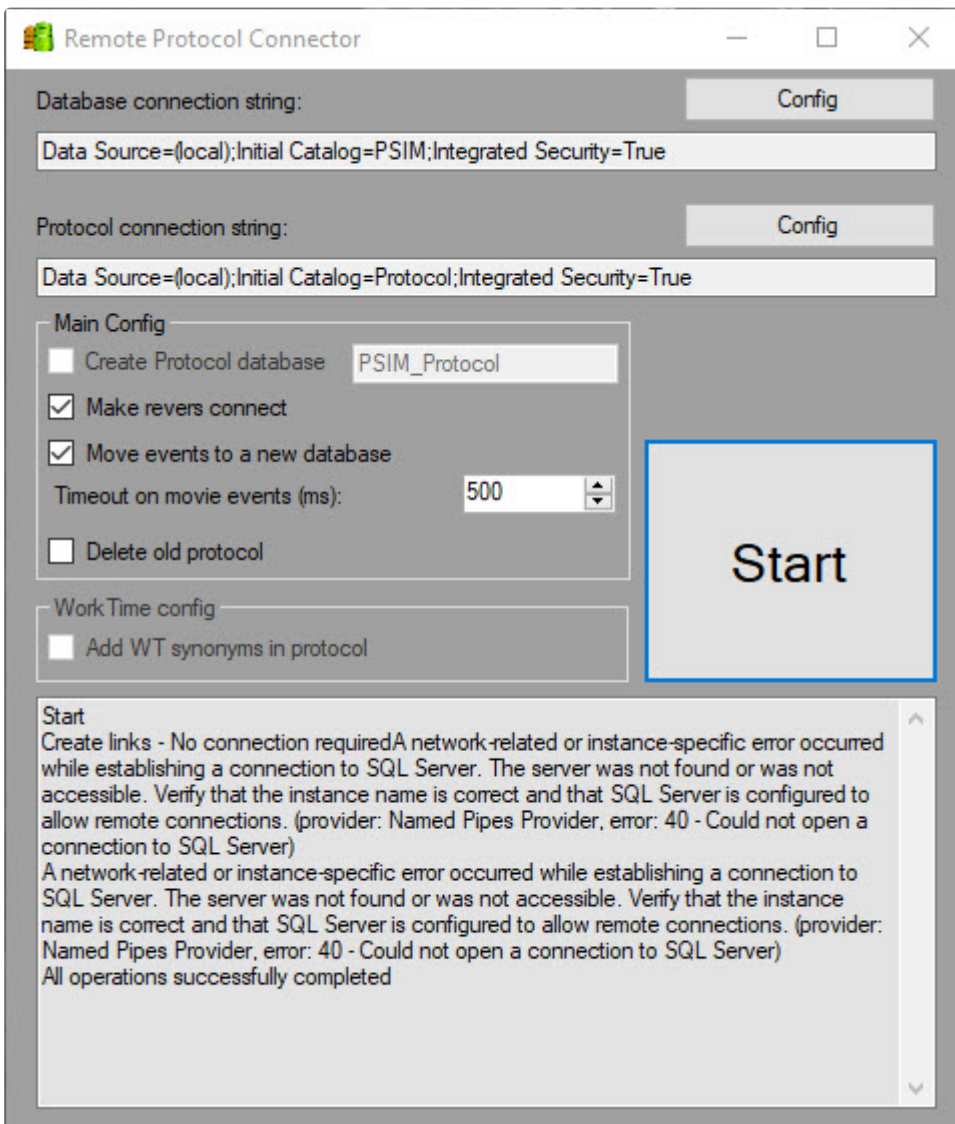 Remote Protocol Connector
Database connection string:
Config
Data Source=(local);Initial Catalog=PSIM;Integrated Security=True
Protocol connection string:
Config
Data Source=(local);Initial Catalog=Protocol;Integrated Security=True
Main Config
Create Protocol database
PSIM_Protocol
Make revers connect
Move events to a new database
Timeout on movie events (ms):
500
Delete old protocol
Start
WorkTime config
Add WT synonyms in protocol
Start
Create links - No connection requiredA network-related or instance-specific error occurred
while establishing a connection to SQL Server. The server was not found or was not
accessible. Verify that the instance name is correct and that SQL Server is configured to
allow remote connections. (provider: Named Pipes Provider, error: 40 - Could not open a
connection to SQL Server)
A network-related or instance-specific error occurred while establishing a connection to
SQL Server. The server was not found or was not accessible. Verify that the instance
name is correct and that SQL Server is configured to allow remote connections. (provider:
Named Pipes Provider, error: 40 - Could not open a connection to SQL Server)
All operations successfully completed